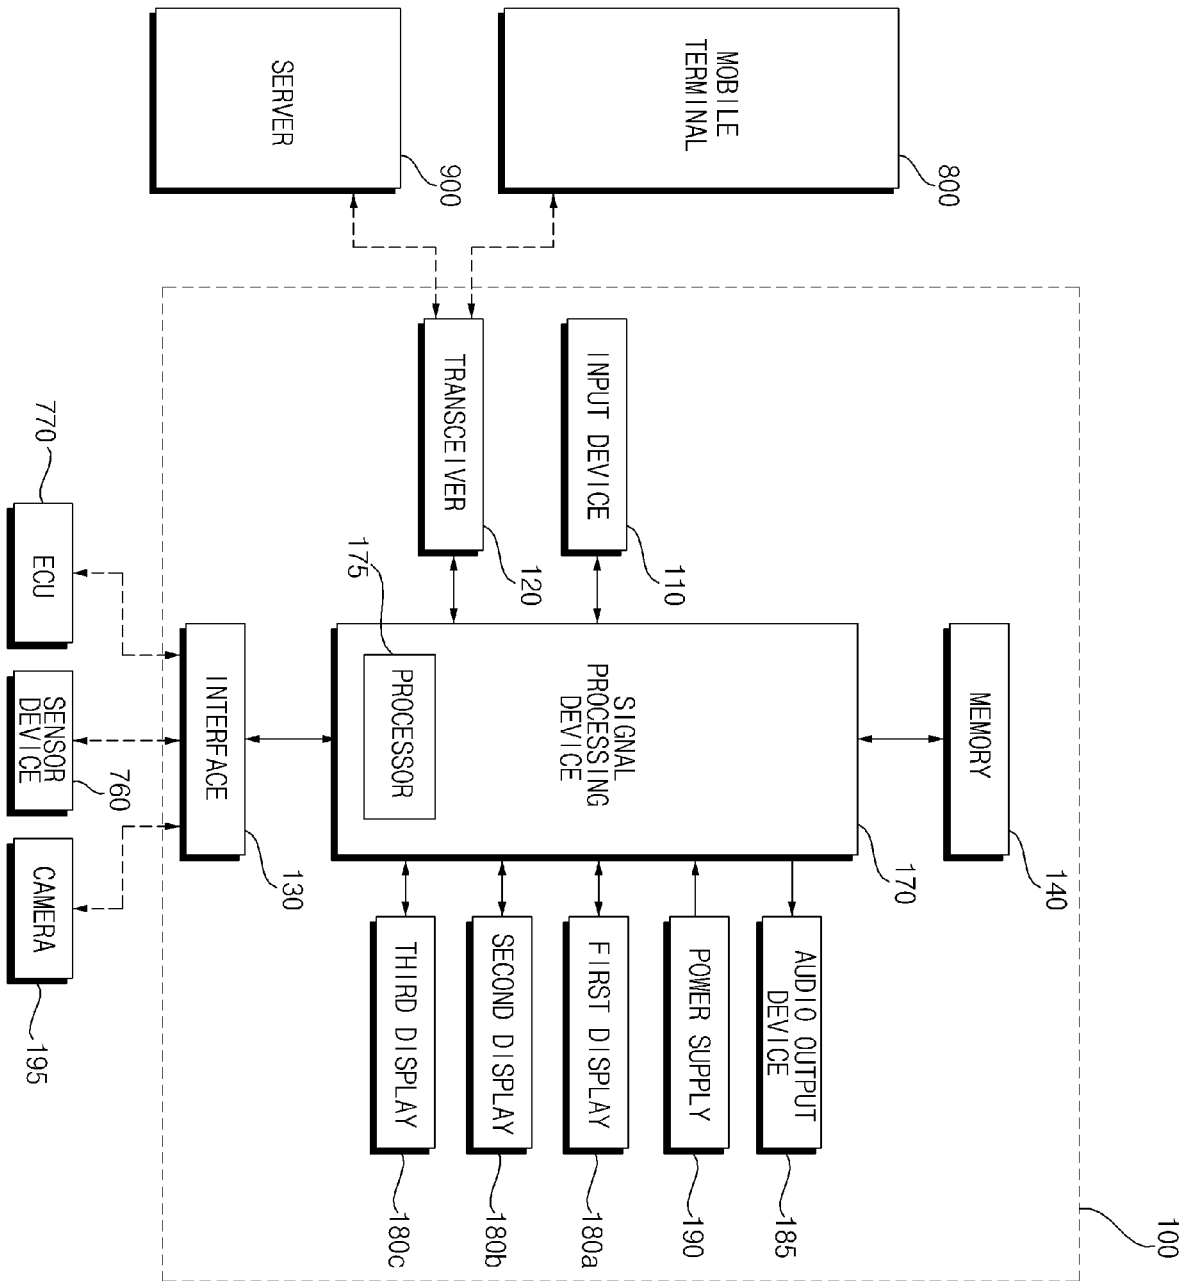 100
MOBILE
TERMINAL
800
SERVER
900
MEMORY
140
INPUT DEVICE
110
TRANSCEIVER
120
SIGNAL
PROCESSING
DEVICE
170
PROCESSOR
175
AUDIO OUTPUT
DEVICE
185
POWER SUPPLY
190
FIRST DISPLAY
180a
SECOND DISPLAY
180b
THIRD DISPLAY
180c
INTERFACE
130
ECU
770
SENSOR
DEVICE
760
CAMERA
195